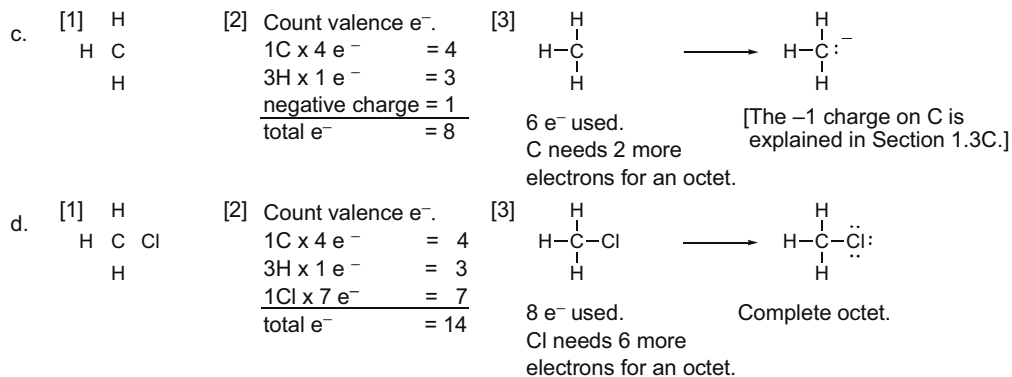 c. [1] H [2] Count valence e–. [3] H H –
H C 1C x 4 e – = 4 H–C H–C:
H 3H x 1 e – = 3 H H
negative charge = 1
total e– = 8
6 e– used. [The –1 charge on C is
C needs 2 more explained in Section 1.3C.]
electrons for an octet.
d. [1] H [2] Count valence e–. [3] H H
H C Cl 1C x 4 e – = 4 H–C–Cl H–C–Cl:
H 3H x 1 e – = 3 H H
1Cl x 7 e– = 7
total e– = 14
8 e– used. Complete octet.
Cl needs 6 more
electrons for an octet.